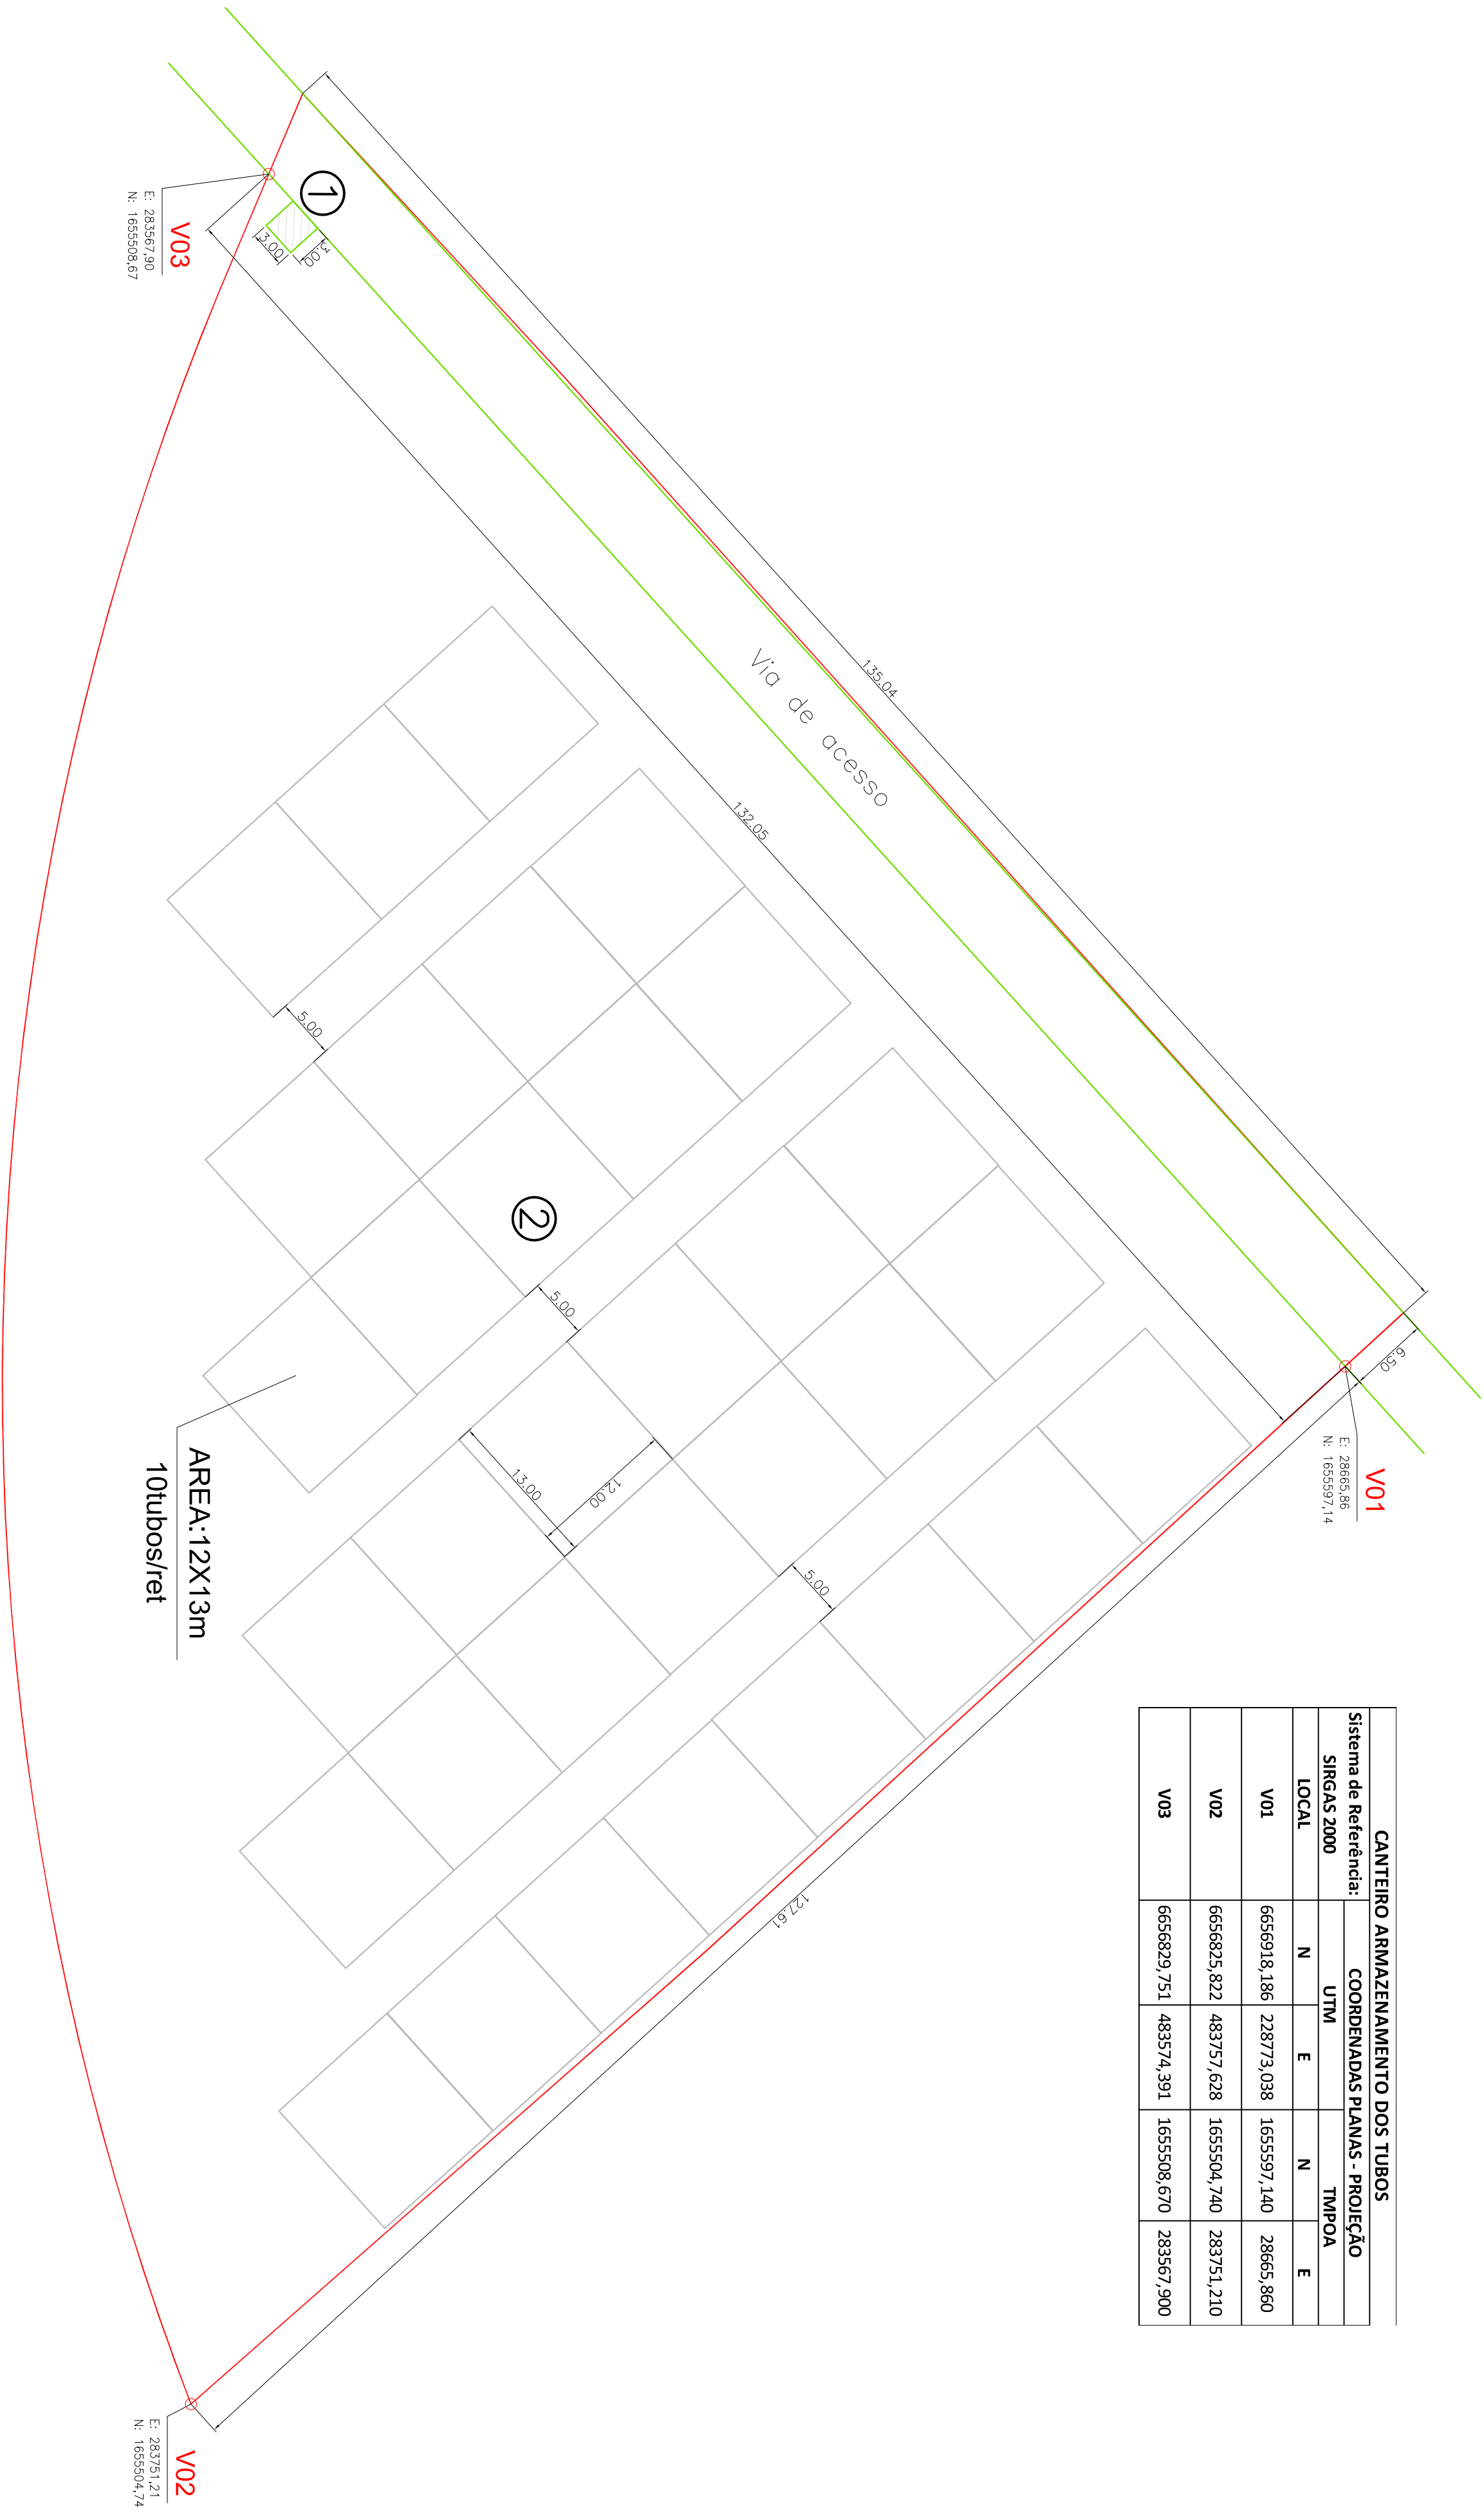 CANTEIRO ARMAZENAMENTO DOS TUBOS
Sistema de Referência: SIRGAS 2000
COORDENADAS PLANAS - PROJEÇÃO
UTM TMPOA
LOCAL N E N E
V01 6656918,186 228773,038 1655597,140 28665,860
V02 6656825,822 483757,628 1655504,740 283751,210
V03 6656829,751 483574,391 1655508,670 283567,900
V01
E: 28665,86
N: 1655597,14
6.50
135.04
Via de acesso
132.05
127.61
1
3.00
3.00
V03
E: 283567,90
N: 1655508,67
5.00
2
5.00
13.00
12.00
5.00
AREA:12X13m
10tubos/ret
V02
E: 283751,21
N: 1655504,74